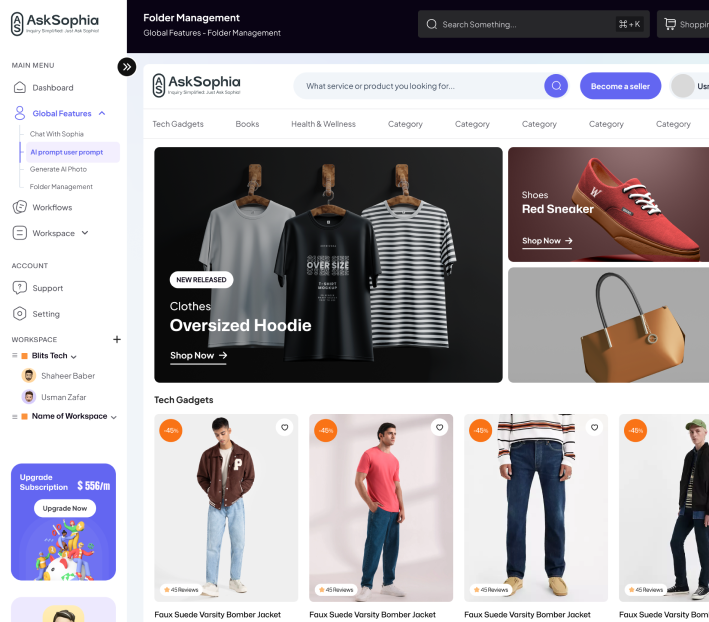 AskSophia
Inquiry Simplified: Just Ask Sophia!
MAIN MENU
Dashboard
Global Features
Chat With Sophia
AI prompt user prompt
Generate AI Photo
Folder Management
Workflows
Workspace
ACCOUNT
Support
Setting
WORKSPACE
Blits Tech
Shaheer Baber
Usman Zafar
Name of Workspace
Upgrade
Subscription
$ 556/m
Upgrade Now
Folder Management
Global Features - Folder Management
Search Something...
⌘ + K
Shoppin
AskSophia
Inquiry Simplified: Just Ask Sophia!
What service or product you looking for...
Become a seller
Usr
Tech Gadgets
Books
Health & Wellness
Category
Category
Category
Category
Category
OVER SIZE
T-SHIRT
MOCKUP
NEW RELEASED
Clothes
Oversized Hoodie
Shop Now
W
Shoes
Red Sneaker
Shop Now
Tech Gadgets
-45%
P
45 Reviews
Faux Suede Varsity Bomber Jacket
-45%
45 Reviews
Faux Suede Varsity Bomber Jacket
-45%
45 Reviews
Faux Suede Varsity Bomber Jacket
-45%
45 Reviews
Faux Suede Varsity Bom